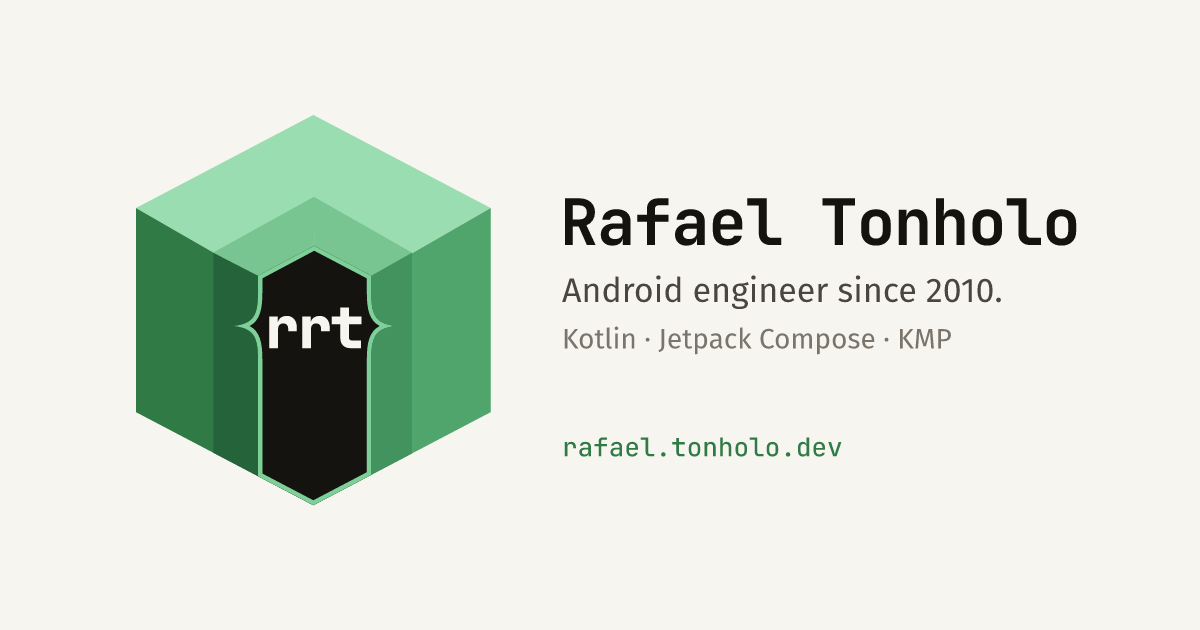 rrt
Rafael Tonholo
Android engineer since 2010.
Kotlin · Jetpack Compose · KMP
rafael.tonholo.dev